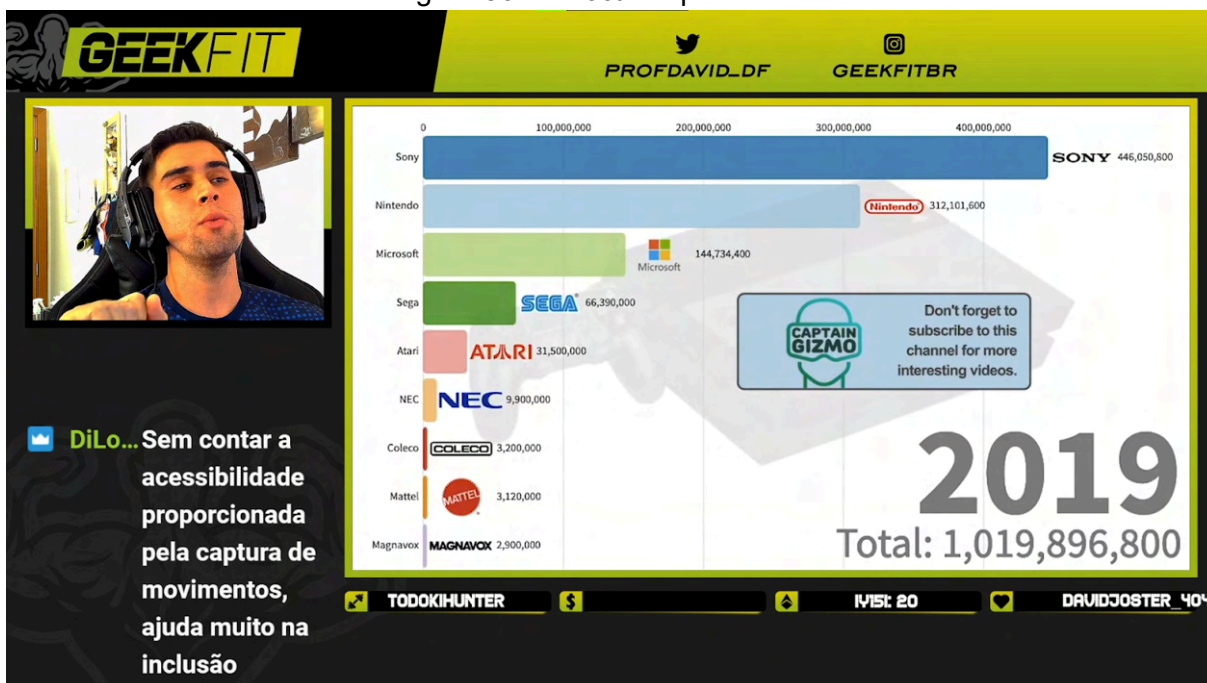 GEEKFIT
PROFDAVID_DF
GEEKFITBR
0 100,000,000 200,000,000 300,000,000 400,000,000
Sony SONY 446,050,800
Nintendo Nintendo 312,101,600
Microsoft Microsoft 144,734,400
Sega SEGA 66,390,000
Atari ATARI 31,500,000
NEC NEC 9,900,000
Coleco COLECO 3,200,000
Mattel MATTEL 3,120,000
Magnavox MAGNAVOX 2,900,000
CAPTAIN
GIZMO
Don't forget to
subscribe to this
channel for more
interesting videos.
2019
Total: 1,019,896,800
DiLo... Sem contar a
acessibilidade
proporcionada
pela captura de
movimentos,
ajuda muito na
inclusão
TODOKIHUNTER
$
20
DAVIDJOSTER_404